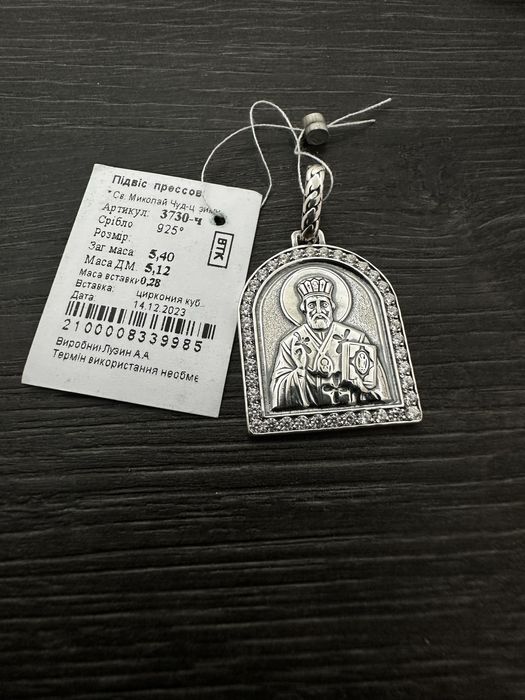 Підвіс прессов
*Св. Миколай Чуд-ц
Артикул: 3730-ч
Срібло 925°
Розмір:
Заг маса: 5,40
Маса ДМ: 5,12
Маса вставки 0,28
Вставка: циркония куб...
Дата: 14.12.2023
2100008339985
Виробник Лузин А.А
Термін використання необме
ВТК